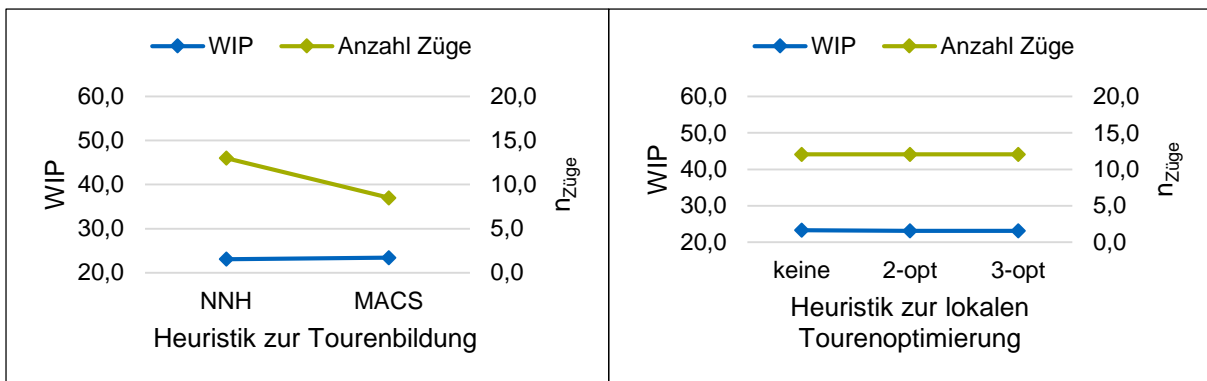 WIP Anzahl Züge
60,0 20,0
50,0 15,0
40,0 10,0
30,0 5,0
20,0 0,0
WIP
nZüge
NNH MACS
Heuristik zur Tourenbildung
WIP Anzahl Züge
60,0 20,0
50,0 15,0
40,0 10,0
30,0 5,0
20,0 0,0
WIP
nZüge
keine 2-opt 3-opt
Heuristik zur lokalen
Tourenoptimierung